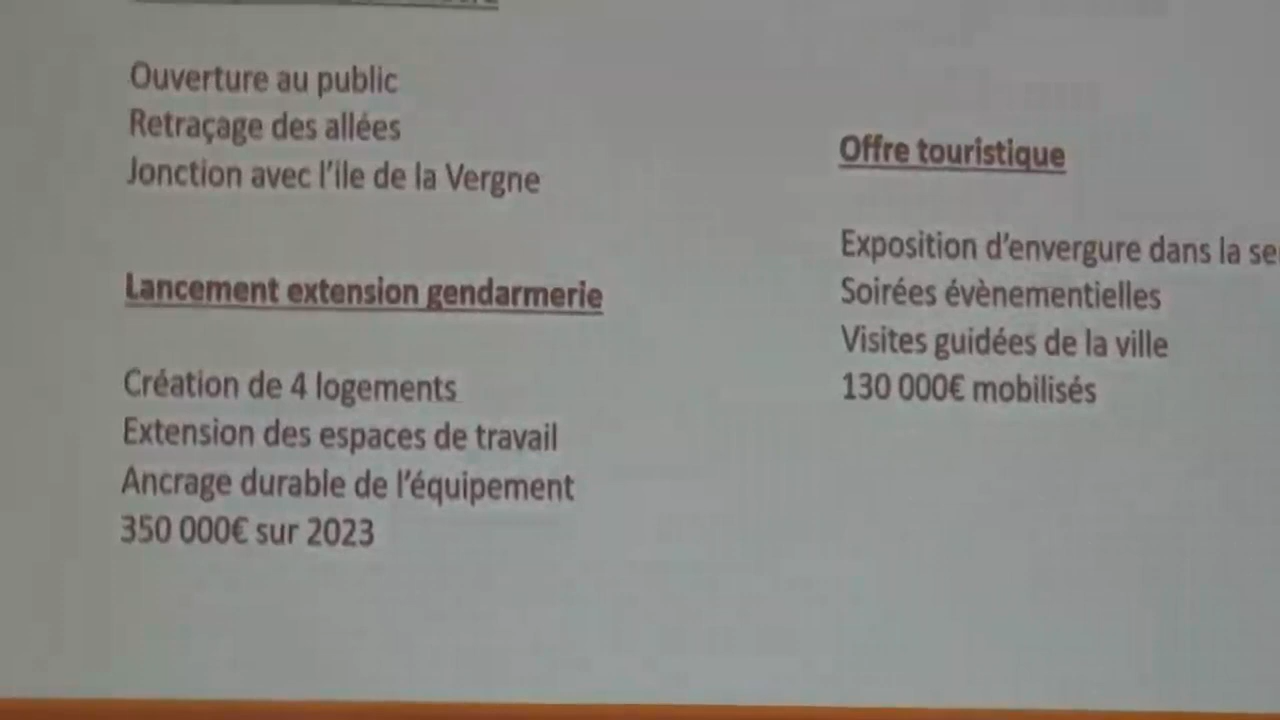 Ouverture au public
Retraçage des allées
Jonction avec l'île de la Vergne
Lancement extension gendarmerie
Création de 4 logements
Extension des espaces de travail
Ancrage durable de l'équipement
350 000€ sur 2023
Offre touristique
Exposition d'envergure dans la
Soirées évènementielles
Visites guidées de la ville
130 000€ mobilisés